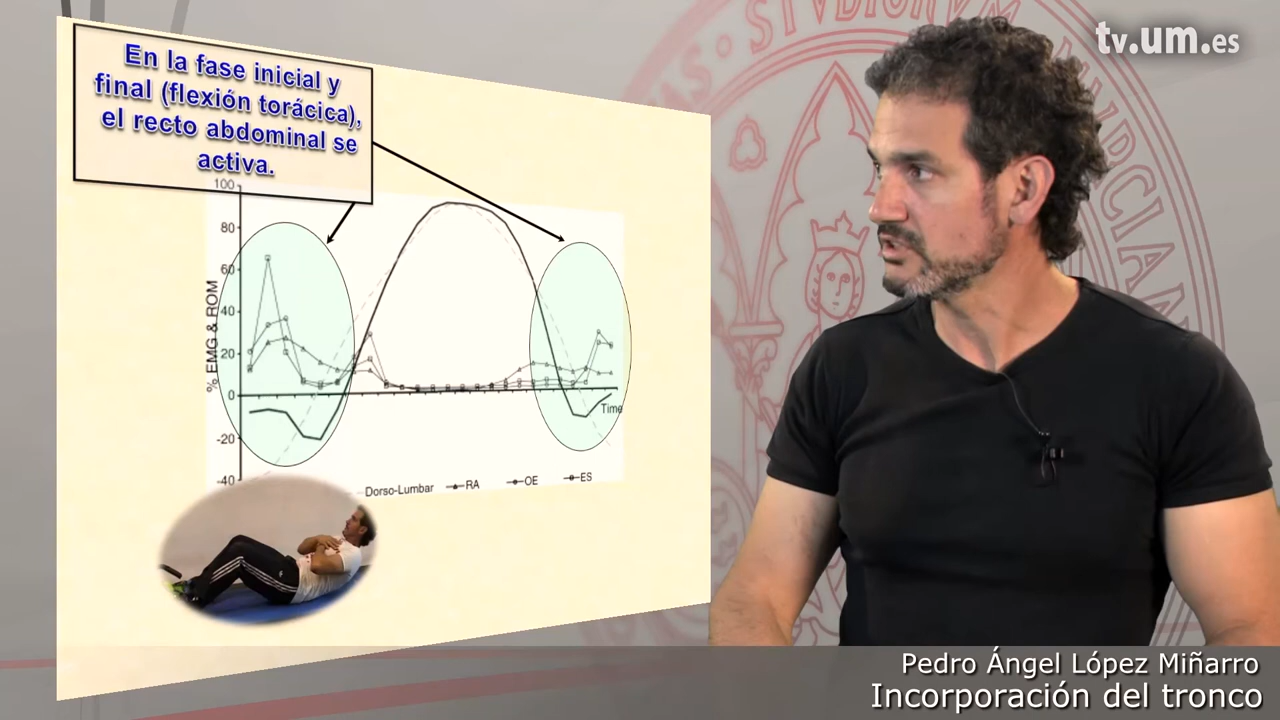 tv.um.es
STVDIORVM
MVRCIANA
En la fase inicial y
final (flexión torácica),
el recto abdominal se
activa.
100
80
60
40
20
0
-20
-40
% EMG & ROM
Time
Dorso-Lumbar
RA
OE
ES
Pedro Ángel López Miñarro
Incorporación del tronco